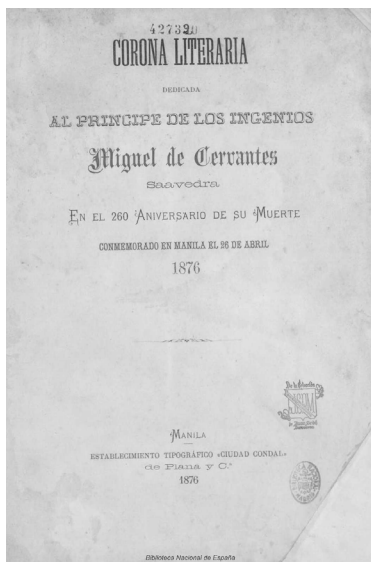 42732
CORONA LITERARIA
DEDICADA
AL PRINCIPE DE LOS INGENIOS
Miguel de Cervantes
Saavedra
EN EL 260 ANIVERSARIO DE SU MUERTE
CONMEMORADO EN MANILA EL 26 DE ABRIL
1876
MANILA
ESTABLECIMIENTO TIPOGRÁFICO «CIUDAD CONDAL»
de Plana y C.ª
1876
Biblioteca Nacional de España